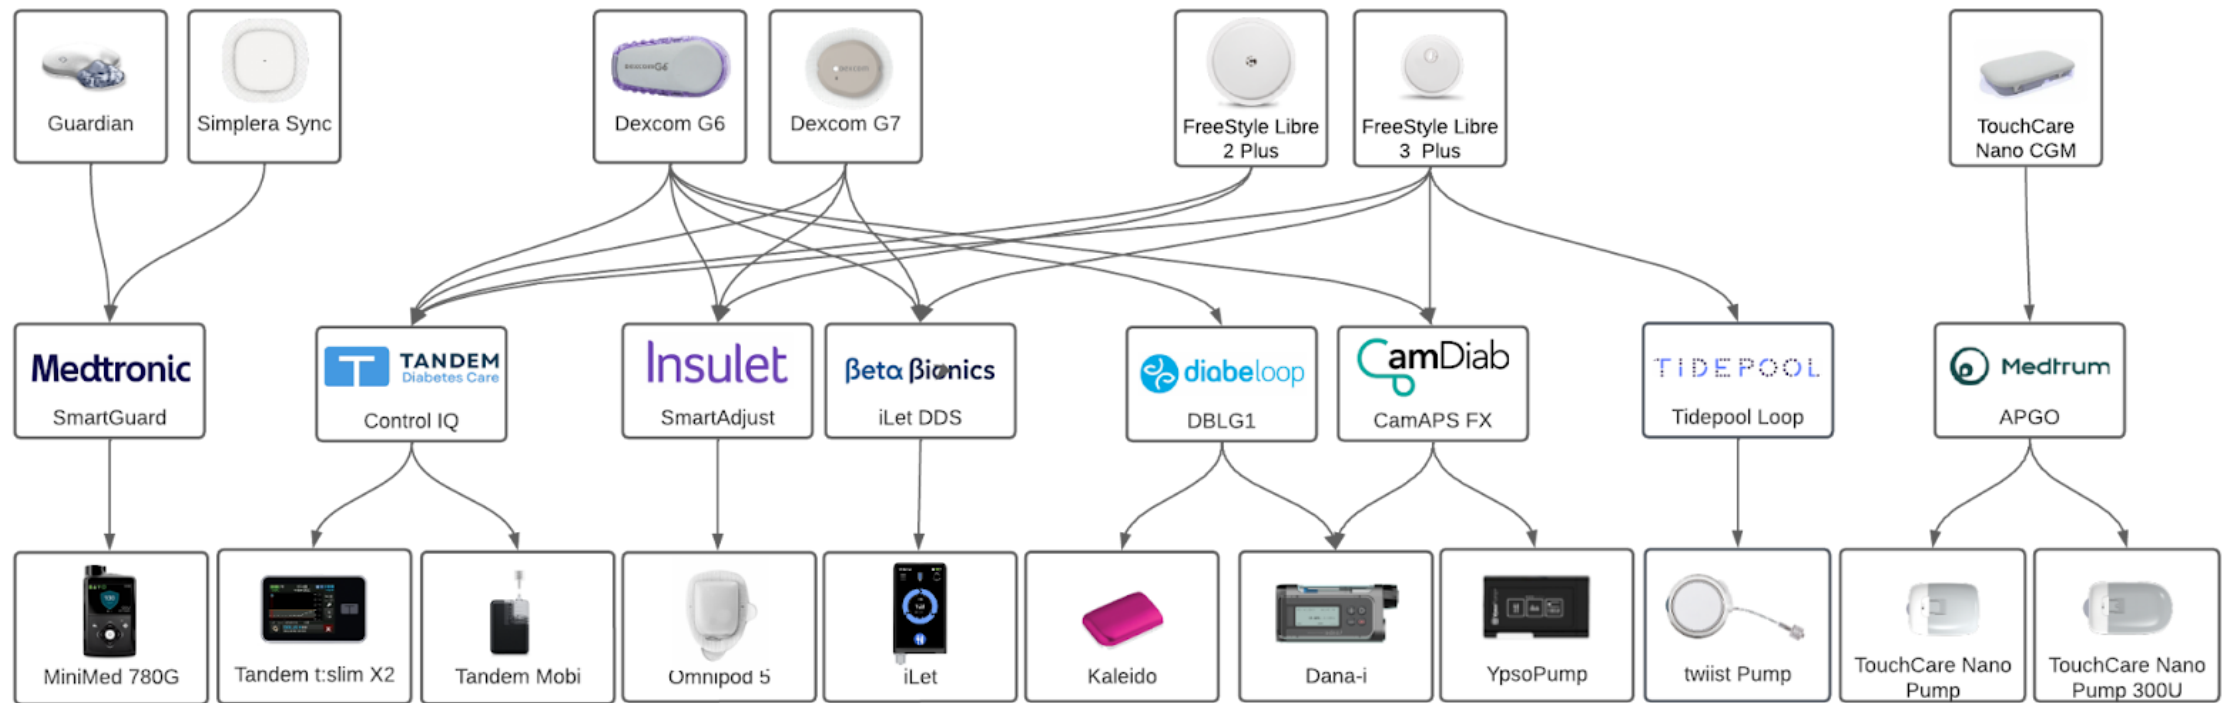 Guardian
Simplera Sync
Dexcom G6
Dexcom G7
FreeStyle Libre
2 Plus
FreeStyle Libre
3 Plus
TouchCare
Nano CGM
Medtronic
SmartGuard
TANDEM
Diabetes Care
Control IQ
Insulet
SmartAdjust
Beta Bionics
iLet DDS
diabeloop
DBLG1
CamDiab
CamAPS FX
TIDEPOOL
Tidepool Loop
Medtrum
APGO
MiniMed 780G
Tandem t:slim X2
Tandem Mobi
Omnipod 5
iLet
Kaleido
Dana-i
YpsoPump
twiist Pump
TouchCare Nano
Pump
TouchCare Nano
Pump 300U